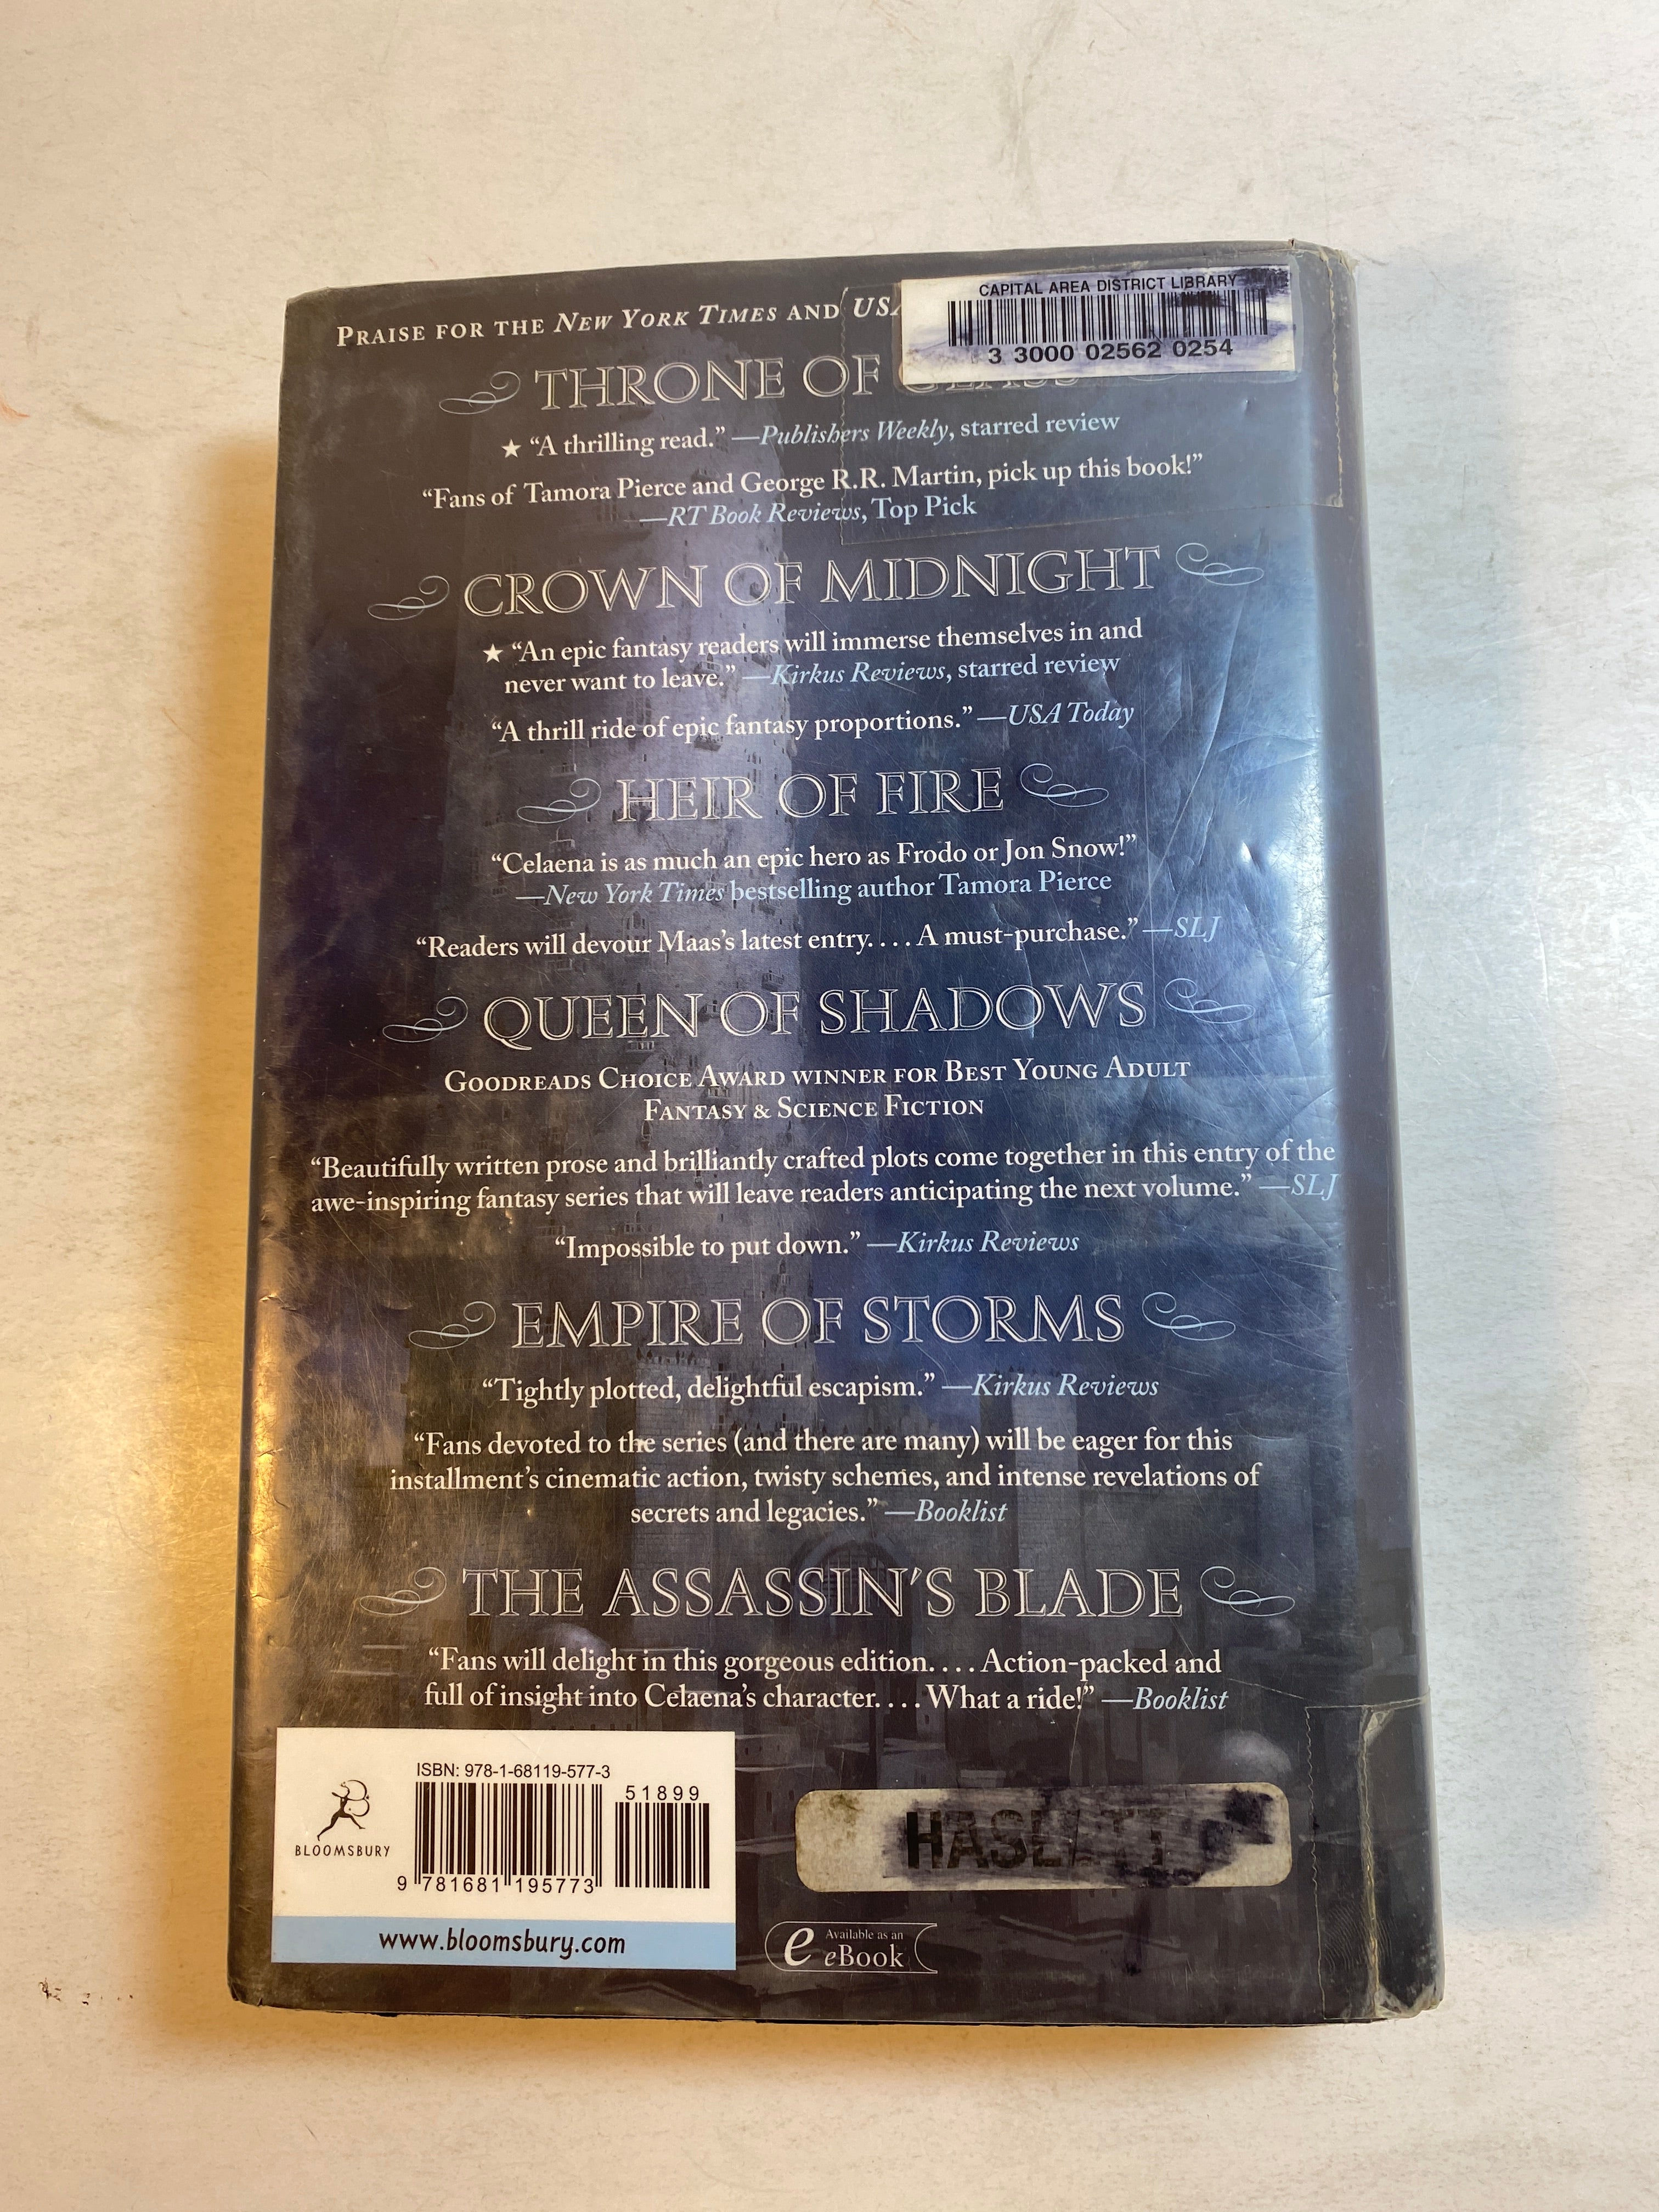 CAPITAL AREA DISTRICT LIBRARY
3 3000 02562 0254
PRAISE FOR THE NEW YORK TIMES AND
THRONE OF GLASS
★ “A thrilling read.” —Publishers Weekly, starred review
“Fans of Tamora Pierce and George R.R. Martin, pick up this book!”
—RT Book Reviews, Top Pick
CROWN OF MIDNIGHT
★ “An epic fantasy readers will immerse themselves in and
never want to leave.” —Kirkus Reviews, starred review
“A thrill ride of epic fantasy proportions.” —USA Today
HEIR OF FIRE
“Celaena is as much an epic hero as Frodo or Jon Snow!”
—New York Times bestselling author Tamora Pierce
“Readers will devour Maas’s latest entry. . . . A must-purchase.” —SLJ
QUEEN OF SHADOWS
GOODREADS CHOICE AWARD WINNER FOR BEST YOUNG ADULT
FANTASY & SCIENCE FICTION
“Beautifully written prose and brilliantly crafted plots come together in this entry of the
awe-inspiring fantasy series that will leave readers anticipating the next volume.” —SLJ
“Impossible to put down.” —Kirkus Reviews
EMPIRE OF STORMS
“Tightly plotted, delightful escapism.” —Kirkus Reviews
“Fans devoted to the series (and there are many) will be eager for this
installment’s cinematic action, twisty schemes, and intense revelations of
secrets and legacies.” —Booklist
THE ASSASSIN’S BLADE
“Fans will delight in this gorgeous edition. . . . Action-packed and
full of insight into Celaena’s character. . . . What a ride!” —Booklist
ISBN: 978-1-68119-577-3
51899
BLOOMSBURY
9 781681 195773
www.bloomsbury.com
HASLETT
e Available as an
eBook